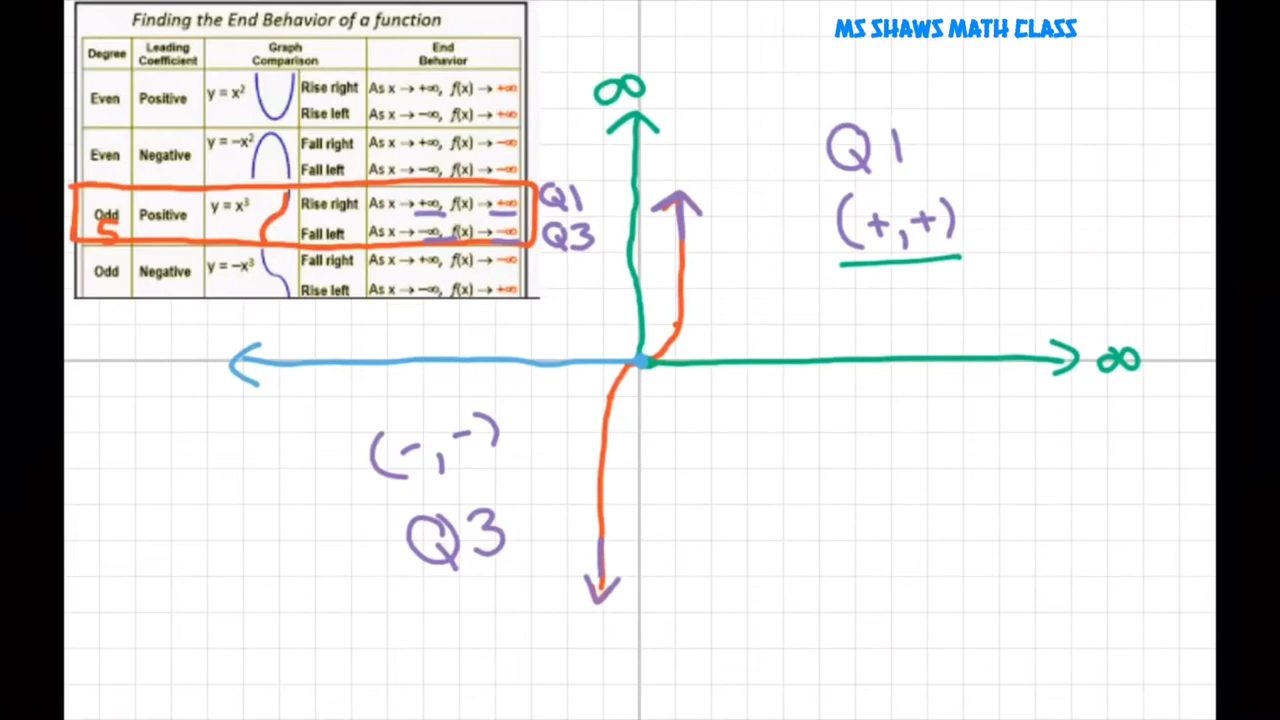 Finding the End Behavior of a function
MS SHAWS MATH CLASS
Degree Leading Coefficient Graph Comparison End Behavior
Even Positive y = x² Rise right As x → +∞, f(x) → +∞
Rise left As x → −∞, f(x) → +∞
Even Negative y = −x² Fall right As x → +∞, f(x) → −∞
Fall left As x → −∞, f(x) → −∞
Odd Positive y = x³ Rise right As x → +∞, f(x) → +∞ Q1
5 Fall left As x → −∞, f(x) → −∞ Q3
Odd Negative y = −x³ Fall right As x → +∞, f(x) → −∞
Rise left As x → −∞, f(x) → +∞
∞
Q1
(+,+)
∞
(-,-)
Q3